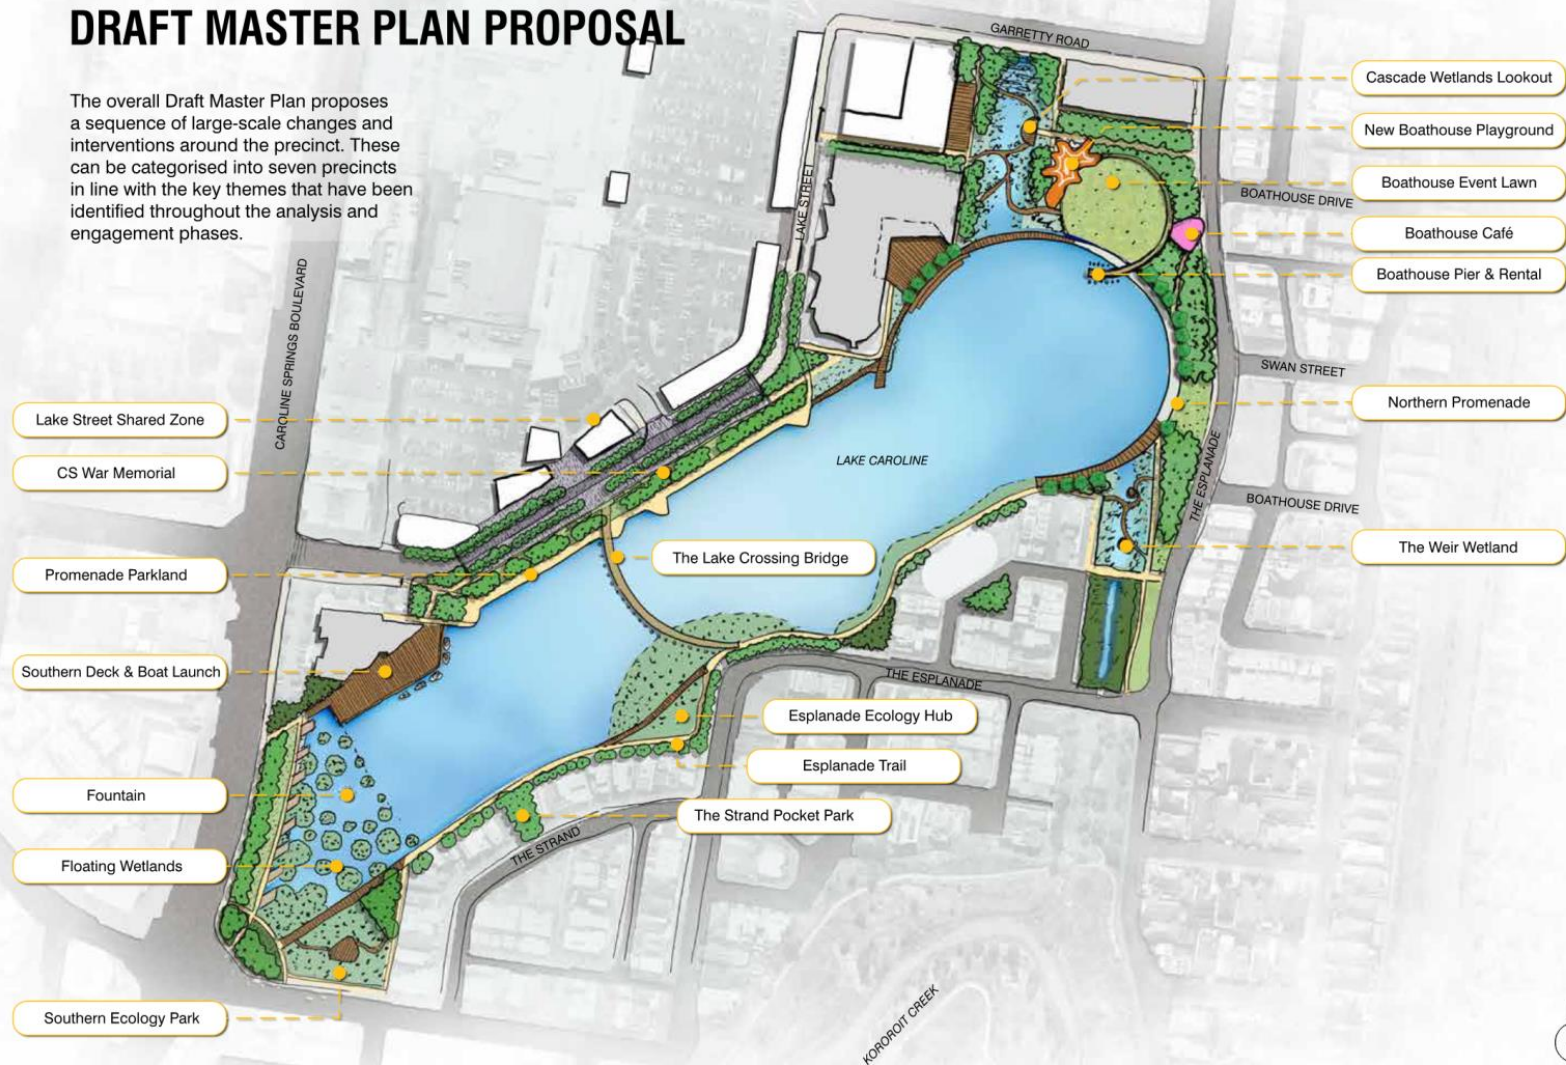 DRAFT MASTER PLAN PROPOSAL
The overall Draft Master Plan proposes
a sequence of large-scale changes and
interventions around the precinct. These
can be categorised into seven precincts
in line with the key themes that have been
identified throughout the analysis and
engagement phases.
GARRETTY ROAD
Cascade Wetlands Lookout
New Boathouse Playground
Boathouse Event Lawn
BOATHOUSE DRIVE
Boathouse Café
Boathouse Pier & Rental
LAKE STREET
CAROLINE SPRINGS BOULEVARD
SWAN STREET
Northern Promenade
Lake Street Shared Zone
CS War Memorial
LAKE CAROLINE
THE ESPLANADE
BOATHOUSE DRIVE
The Weir Wetland
The Lake Crossing Bridge
Promenade Parkland
Southern Deck & Boat Launch
THE ESPLANADE
Esplanade Ecology Hub
Esplanade Trail
Fountain
The Strand Pocket Park
THE STRAND
Floating Wetlands
Southern Ecology Park
KOROROIT CREEK